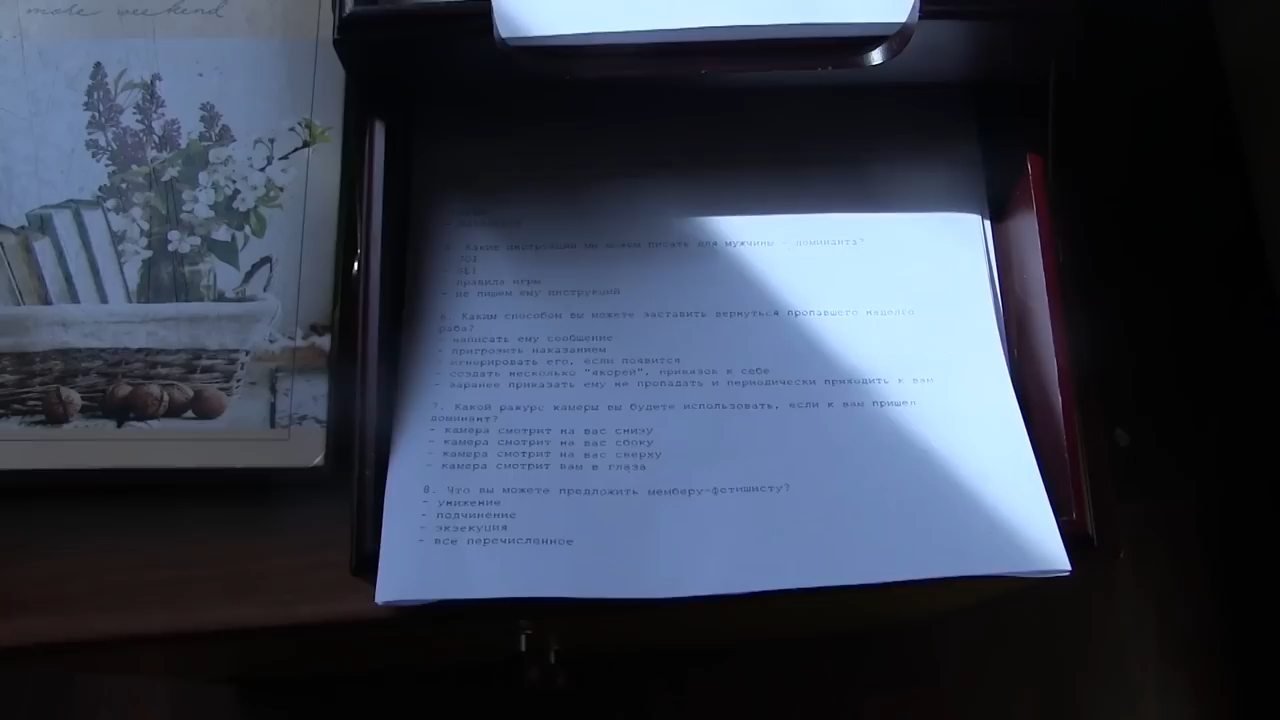 more weekend
5. Какие инструкции мы можем писать для мужчины - доминанта?
- JOI
- SLI
- правила игры
- не пишем ему инструкций
6. Каким способом вы можете заставить вернуться пропавшего надолго
раба?
- написать ему сообщение
- пригрозить наказанием
- игнорировать его, если появится
- создать несколько "якорей", привязок к себе
- заранее приказать ему не пропадать и периодически приходить к вам
7. Какой ракурс камеры вы будете использовать, если к вам пришел
доминант?
- камера смотрит на вас снизу
- камера смотрит на вас сбоку
- камера смотрит на вас сверху
- камера смотрит вам в глаза
8. Что вы можете предложить мемберу-фетишисту?
- унижение
- подчинение
- экзекуция
- все перечисленное